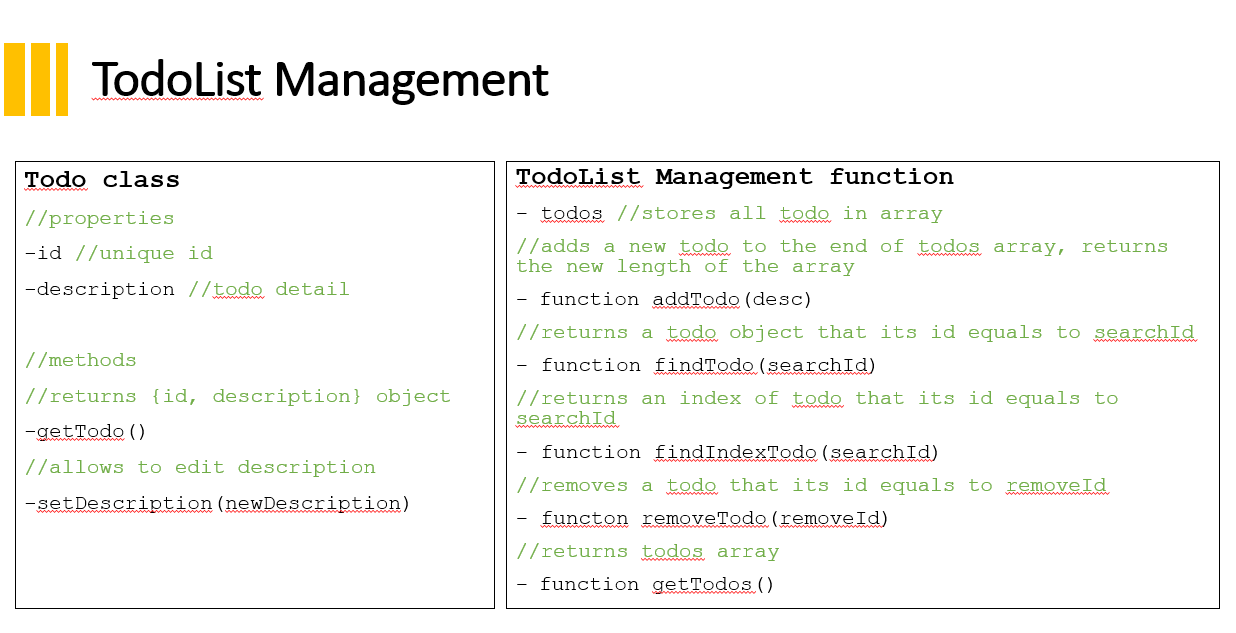 TodoList Management
Todo class
//properties
-id //unique id
-description //todo detail
//methods
//returns {id, description} object
-getTodo()
//allows to edit description
-setDescription(newDescription)
TodoList Management function
- todos //stores all todo in array
//adds a new todo to the end of todos array, returns
the new length of the array
- function addTodo(desc)
//returns a todo object that its id equals to searchId
- function findTodo(searchId)
//returns an index of todo that its id equals to
searchId
- function findIndexTodo(searchId)
//removes a todo that its id equals to removeId
- functon removeTodo(removeId)
//returns todos array
- function getTodos()